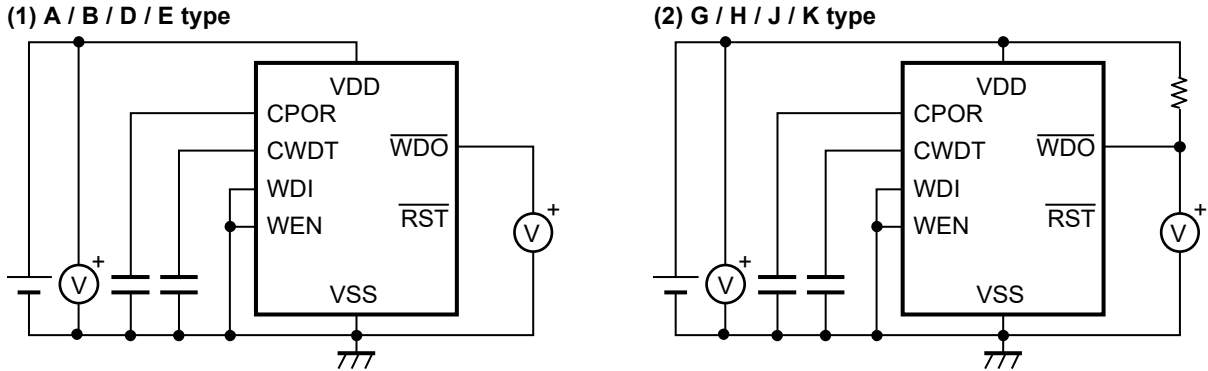 (1) A / B / D / E type
VDD
CPOR
CWDT
WDO
WDI
RST
WEN
V
+
V
+
VSS
(2) G / H / J / K type
VDD
CPOR
CWDT
WDO
WDI
RST
WEN
V
+
V
+
VSS